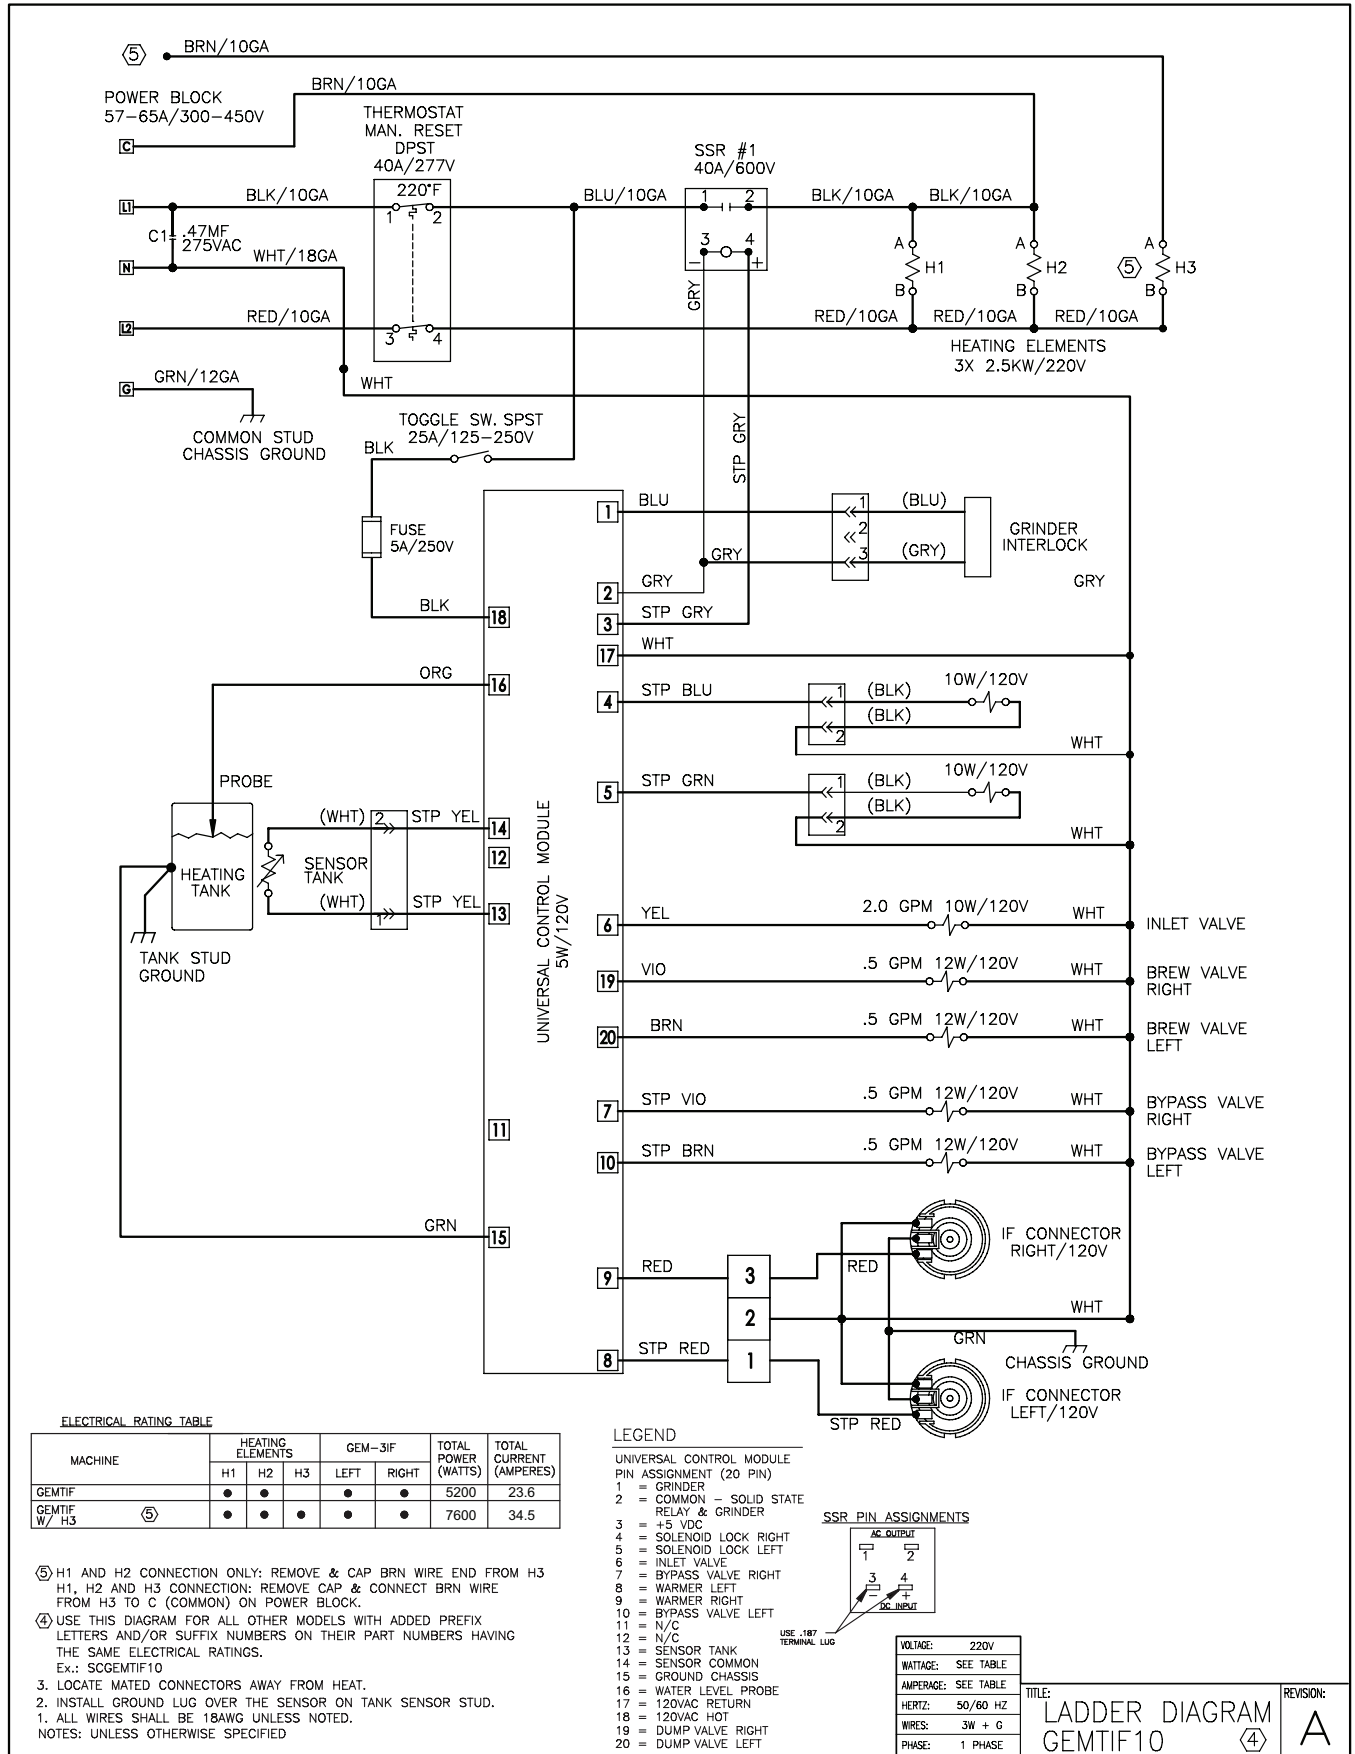 5
BRN/10GA
BRN/10GA
POWER BLOCK
57-65A/300-450V
THERMOSTAT
MAN. RESET
DPST
40A/277V
C
SSR #1
40A/600V
L1
BLK/10GA
220°F
1
2
BLU/10GA
1
2
BLK/10GA
BLK/10GA
C1
.47MF
275VAC
N
WHT/18GA
3
4
-
+
GRY
A
H1
B
A
H2
B
5
A
H3
B
L2
RED/10GA
3
4
RED/10GA
RED/10GA
RED/10GA
HEATING ELEMENTS
3X 2.5KW/220V
G
GRN/12GA
WHT
COMMON STUD
CHASSIS GROUND
TOGGLE SW. SPST
25A/125-250V
BLK
STP GRY
FUSE
5A/250V
1
BLU
1
2
3
(BLU)
(GRY)
GRINDER
INTERLOCK
GRY
GRY
2
GRY
BLK
18
3
STP GRY
17
WHT
ORG
16
4
STP BLU
1
2
(BLK)
(BLK)
10W/120V
WHT
PROBE
5
STP GRN
1
2
(BLK)
(BLK)
10W/120V
WHT
HEATING
TANK
SENSOR
TANK
(WHT)
2
STP YEL
14
12
(WHT)
1
STP YEL
13
UNIVERSAL CONTROL MODULE
5W/120V
TANK STUD
GROUND
6
YEL
2.0 GPM 10W/120V
WHT
INLET VALVE
19
VIO
.5 GPM 12W/120V
WHT
BREW VALVE
RIGHT
20
BRN
.5 GPM 12W/120V
WHT
BREW VALVE
LEFT
7
STP VIO
.5 GPM 12W/120V
WHT
BYPASS VALVE
RIGHT
11
10
STP BRN
.5 GPM 12W/120V
WHT
BYPASS VALVE
LEFT
GRN
15
9
RED
3
RED
IF CONNECTOR
RIGHT/120V
2
WHT
GRN
CHASSIS GROUND
8
STP RED
1
STP RED
IF CONNECTOR
LEFT/120V
ELECTRICAL RATING TABLE
MACHINE
HEATING
ELEMENTS
GEM-3IF
TOTAL
POWER
(WATTS)
TOTAL
CURRENT
(AMPERES)
H1 H2 H3 LEFT RIGHT
GEMTIF ● ● ● ● 5200 23.6
GEMTIF
W/ H3 5 ● ● ● ● ● 7600 34.5
5 H1 AND H2 CONNECTION ONLY: REMOVE & CAP BRN WIRE END FROM H3
H1, H2 AND H3 CONNECTION: REMOVE CAP & CONNECT BRN WIRE
FROM H3 TO C (COMMON) ON POWER BLOCK.
4 USE THIS DIAGRAM FOR ALL OTHER MODELS WITH ADDED PREFIX
LETTERS AND/OR SUFFIX NUMBERS ON THEIR PART NUMBERS HAVING
THE SAME ELECTRICAL RATINGS.
Ex.: SCGEMTIF10
3. LOCATE MATED CONNECTORS AWAY FROM HEAT.
2. INSTALL GROUND LUG OVER THE SENSOR ON TANK SENSOR STUD.
1. ALL WIRES SHALL BE 18AWG UNLESS NOTED.
NOTES: UNLESS OTHERWISE SPECIFIED
LEGEND
UNIVERSAL CONTROL MODULE
PIN ASSIGNMENT (20 PIN)
1 = GRINDER
2 = COMMON - SOLID STATE
RELAY & GRINDER
3 = +5 VDC
4 = SOLENOID LOCK RIGHT
5 = SOLENOID LOCK LEFT
6 = INLET VALVE
7 = BYPASS VALVE RIGHT
8 = WARMER LEFT
9 = WARMER RIGHT
10 = BYPASS VALVE LEFT
11 = N/C
12 = N/C
13 = SENSOR TANK
14 = SENSOR COMMON
15 = GROUND CHASSIS
16 = WATER LEVEL PROBE
17 = 120VAC RETURN
18 = 120VAC HOT
19 = DUMP VALVE RIGHT
20 = DUMP VALVE LEFT
SSR PIN ASSIGNMENTS
AC OUTPUT
1
2
3
4
-
+
DC INPUT
USE .187
TERMINAL LUG
VOLTAGE: 220V
WATTAGE: SEE TABLE
AMPERAGE: SEE TABLE
HERTZ: 50/60 HZ
WIRES: 3W + G
PHASE: 1 PHASE
TITLE:
LADDER DIAGRAM
GEMTIF10
4
REVISION:
A